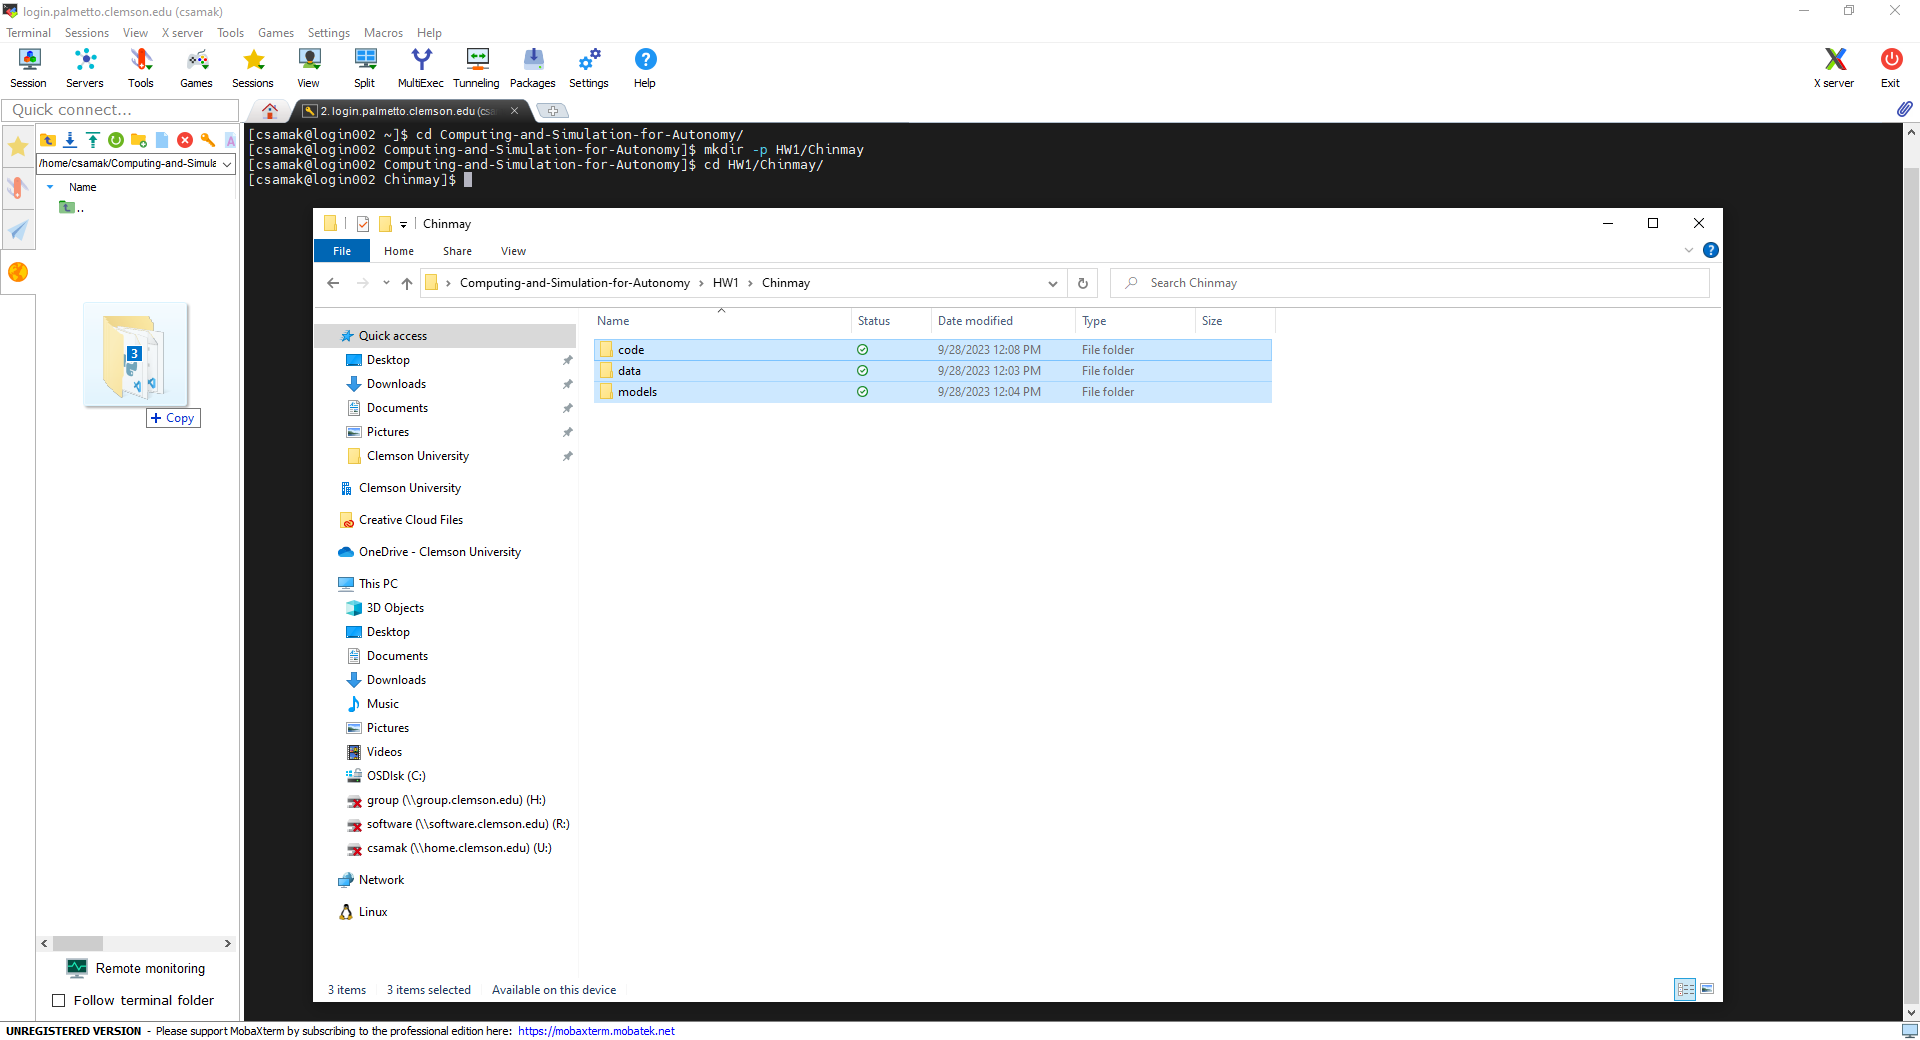 login.palmetto.clemson.edu (csamak)
Terminal Sessions View X server Tools Games Settings Macros Help
Session Servers Tools Games Sessions View Split MultiExec Tunneling Packages Settings Help X server Exit
Quick connect...
2. login.palmetto.clemson.edu (csa
/home/csamak/Computing-and-Simula
Name
..
[csamak@login002 ~]$ cd Computing-and-Simulation-for-Autonomy/
[csamak@login002 Computing-and-Simulation-for-Autonomy]$ mkdir -p HW1/Chinmay
[csamak@login002 Computing-and-Simulation-for-Autonomy]$ cd HW1/Chinmay/
[csamak@login002 Chinmay]$
3
+ Copy
Chinmay
File Home Share View
Computing-and-Simulation-for-Autonomy HW1 Chinmay
Search Chinmay
Name Status Date modified Type Size
code 9/28/2023 12:08 PM File folder
data 9/28/2023 12:03 PM File folder
models 9/28/2023 12:04 PM File folder
Quick access
Desktop
Downloads
Documents
Pictures
Clemson University
Clemson University
Creative Cloud Files
OneDrive - Clemson University
This PC
3D Objects
Desktop
Documents
Downloads
Music
Pictures
Videos
OSDIsk (C:)
group (\\group.clemson.edu) (H:)
software (\\software.clemson.edu) (R:)
csamak (\\home.clemson.edu) (U:)
Network
Linux
3 items 3 items selected Available on this device
Remote monitoring
Follow terminal folder
UNREGISTERED VERSION - Please support MobaXterm by subscribing to the professional edition here: https://mobaxterm.mobatek.net